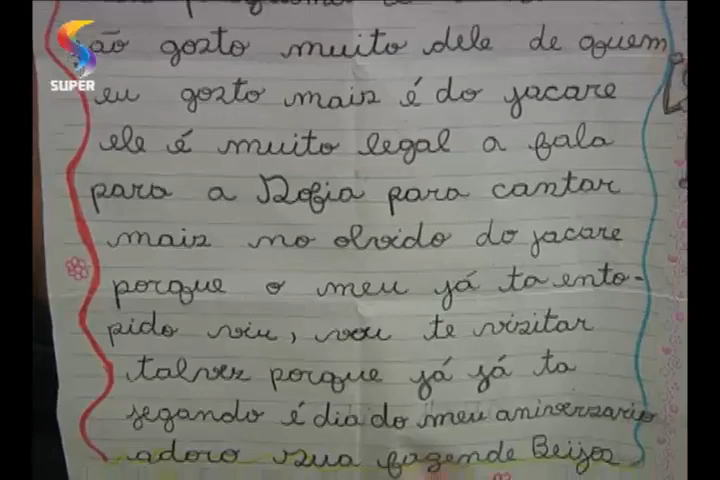 SUPER
ão gosto muito dele de quem
eu gosto mais é do jacare
ele é muito legal a fala
para a Sofia para cantar
mais no olvido do jacare
porque o meu já ta ento-
pido viu, vou te visitar
talvez porque já já ta
jegando é dia do meu aniversario
adoro sua fazende Beijos